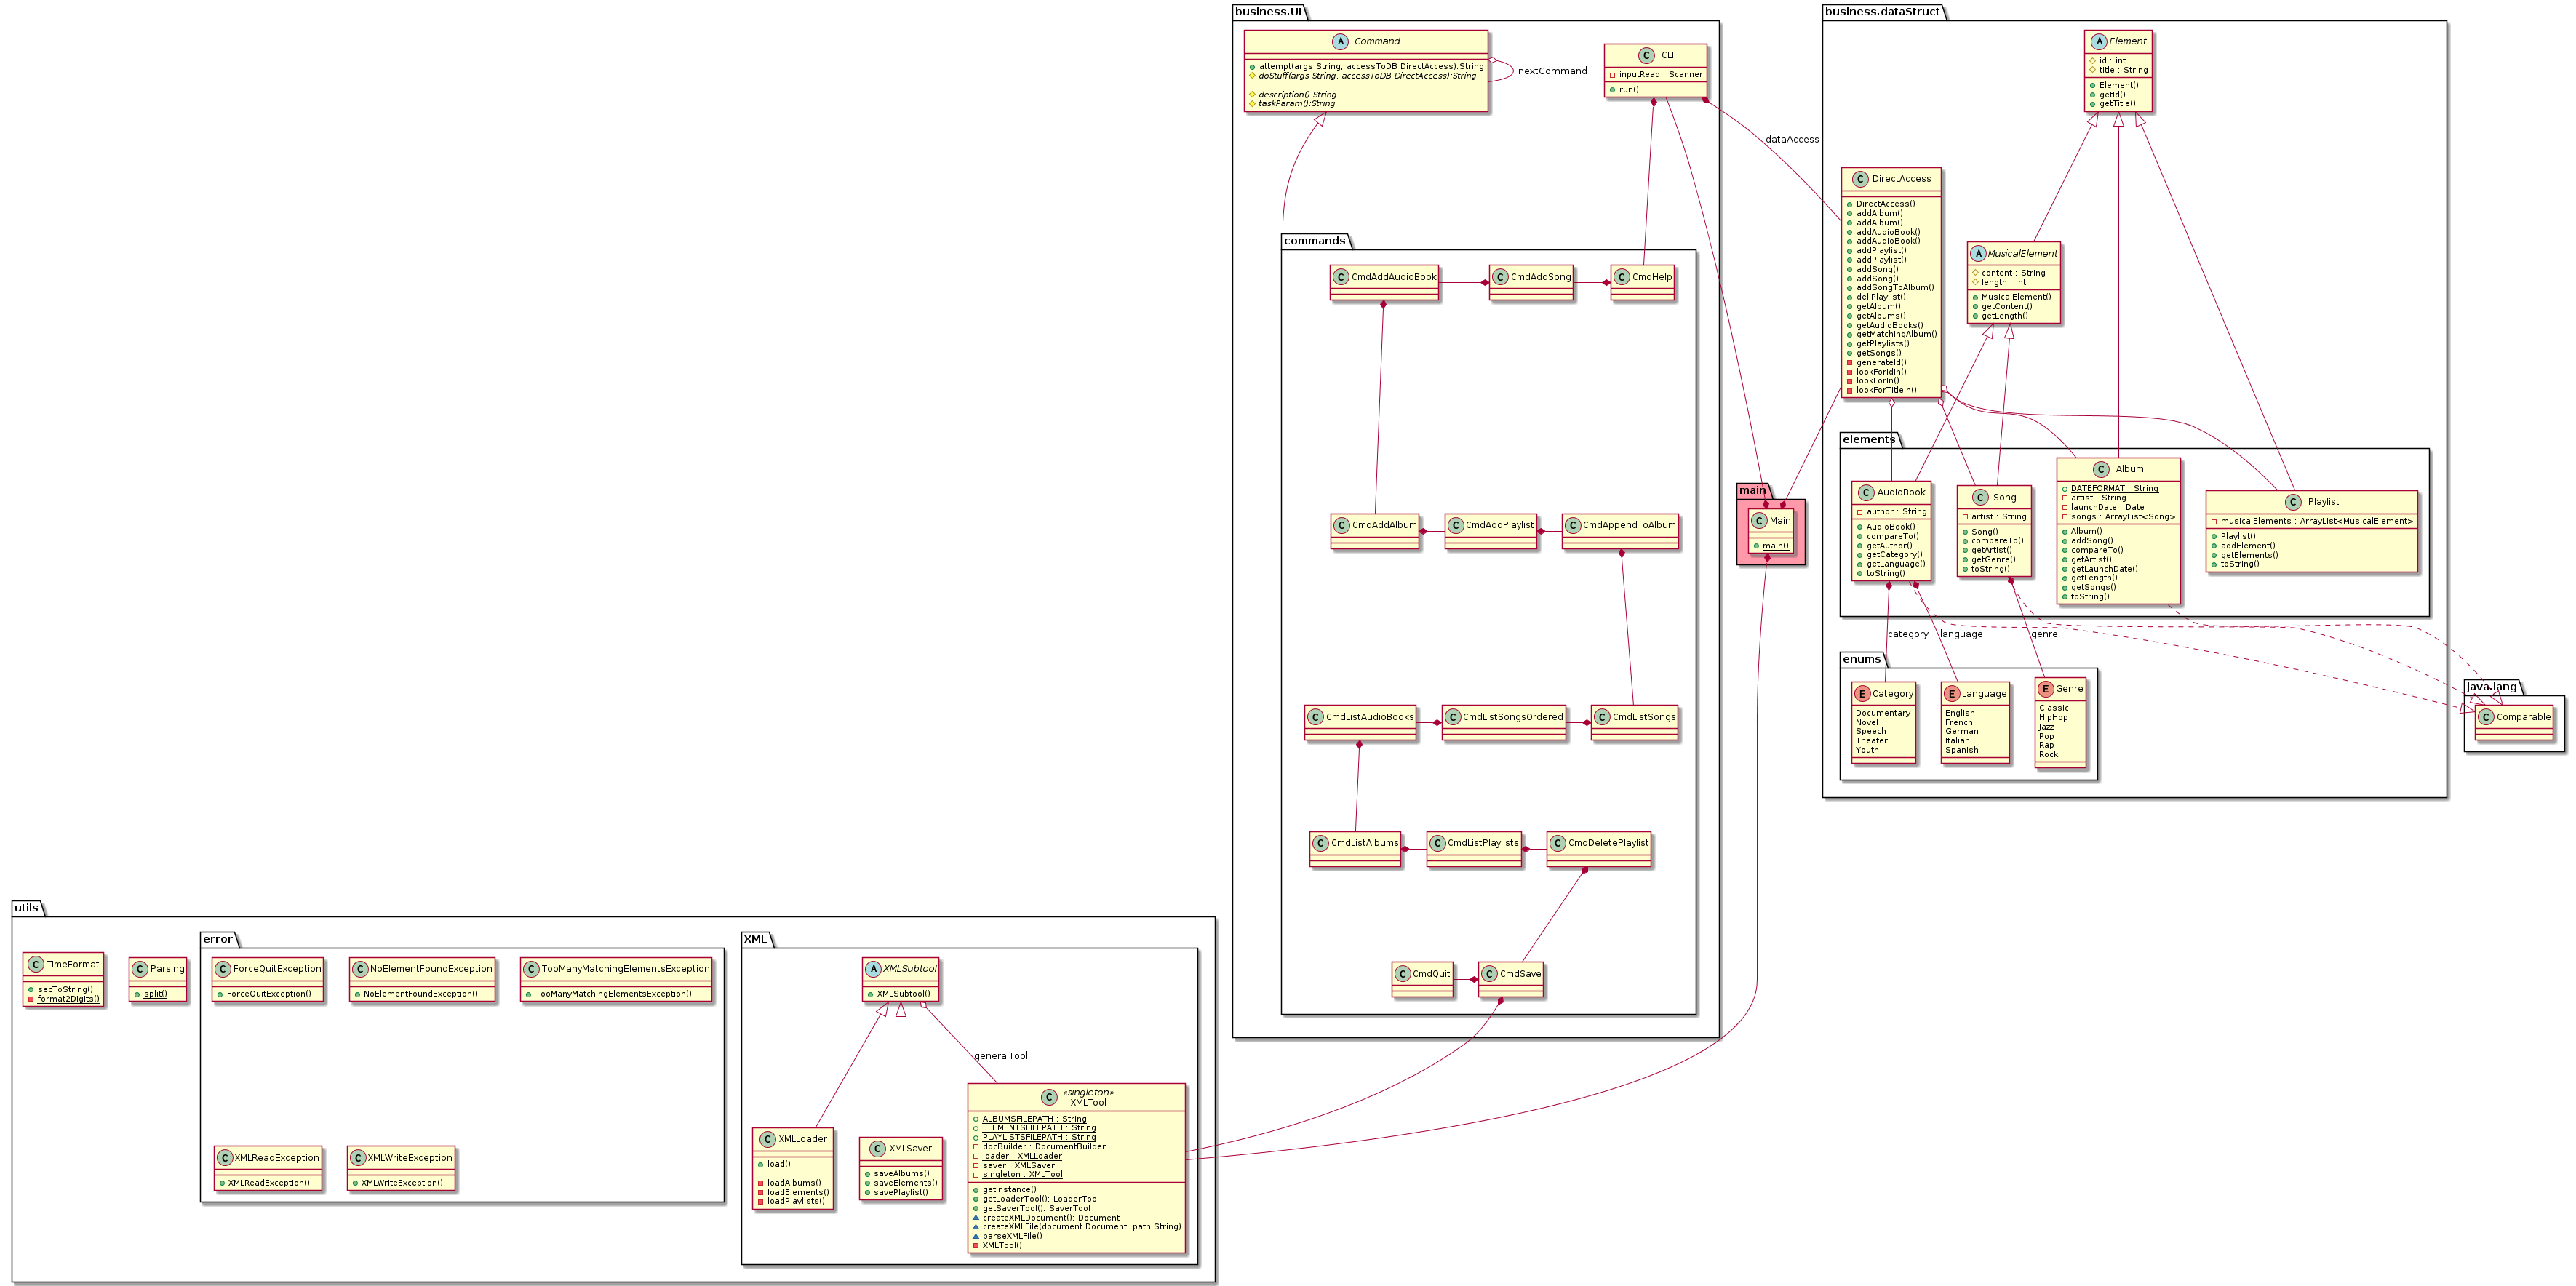 business.UI
A Command
attempt(args String, accessToDB DirectAccess):String
doStuff(args String, accessToDB DirectAccess):String
description():String
taskParam():String
nextCommand
C CLI
inputRead : Scanner
run()
dataAccess
commands
C CmdAddAudioBook
C CmdAddSong
C CmdHelp
C CmdAddAlbum
C CmdAddPlaylist
C CmdAppendToAlbum
C CmdListAudioBooks
C CmdListSongsOrdered
C CmdListSongs
C CmdListAlbums
C CmdListPlaylists
C CmdDeletePlaylist
C CmdQuit
C CmdSave
main
C Main
main()
business.dataStruct
A Element
id : int
title : String
Element()
getId()
getTitle()
C DirectAccess
DirectAccess()
addAlbum()
addAlbum()
addAudioBook()
addAudioBook()
addPlaylist()
addPlaylist()
addSong()
addSong()
addSongToAlbum()
dellPlaylist()
getAlbum()
getAlbums()
getAudioBooks()
getMatchingAlbum()
getPlaylists()
getSongs()
generateId()
lookForIdIn()
lookForIn()
lookForTitleIn()
A MusicalElement
content : String
length : int
MusicalElement()
getContent()
getLength()
elements
C AudioBook
author : String
AudioBook()
compareTo()
getAuthor()
getCategory()
getLanguage()
toString()
C Song
artist : String
Song()
compareTo()
getArtist()
getGenre()
toString()
C Album
DATEFORMAT : String
artist : String
launchDate : Date
songs : ArrayList<Song>
Album()
addSong()
compareTo()
getArtist()
getLaunchDate()
getLength()
getSongs()
toString()
C Playlist
musicalElements : ArrayList<MusicalElement>
Playlist()
addElement()
getElements()
toString()
category
language
genre
enums
E Category
Documentary
Novel
Speech
Theater
Youth
E Language
English
French
German
Italian
Spanish
E Genre
Classic
HipHop
Jazz
Pop
Rap
Rock
java.lang
C Comparable
utils
C TimeFormat
secToString()
format2Digits()
C Parsing
split()
error
C ForceQuitException
ForceQuitException()
C NoElementFoundException
NoElementFoundException()
C TooManyMatchingElementsException
TooManyMatchingElementsException()
C XMLReadException
XMLReadException()
C XMLWriteException
XMLWriteException()
XML
A XMLSubtool
XMLSubtool()
generalTool
C XMLLoader
load()
loadAlbums()
loadElements()
loadPlaylists()
C XMLSaver
saveAlbums()
saveElements()
savePlaylist()
C «singleton»
XMLTool
ALBUMSFILEPATH : String
ELEMENTSFILEPATH : String
PLAYLISTSFILEPATH : String
docBuilder : DocumentBuilder
loader : XMLLoader
saver : XMLSaver
singleton : XMLTool
getInstance()
getLoaderTool(): LoaderTool
getSaverTool(): SaverTool
createXMLDocument(): Document
createXMLFile(document Document, path String)
parseXMLFile()
XMLTool()